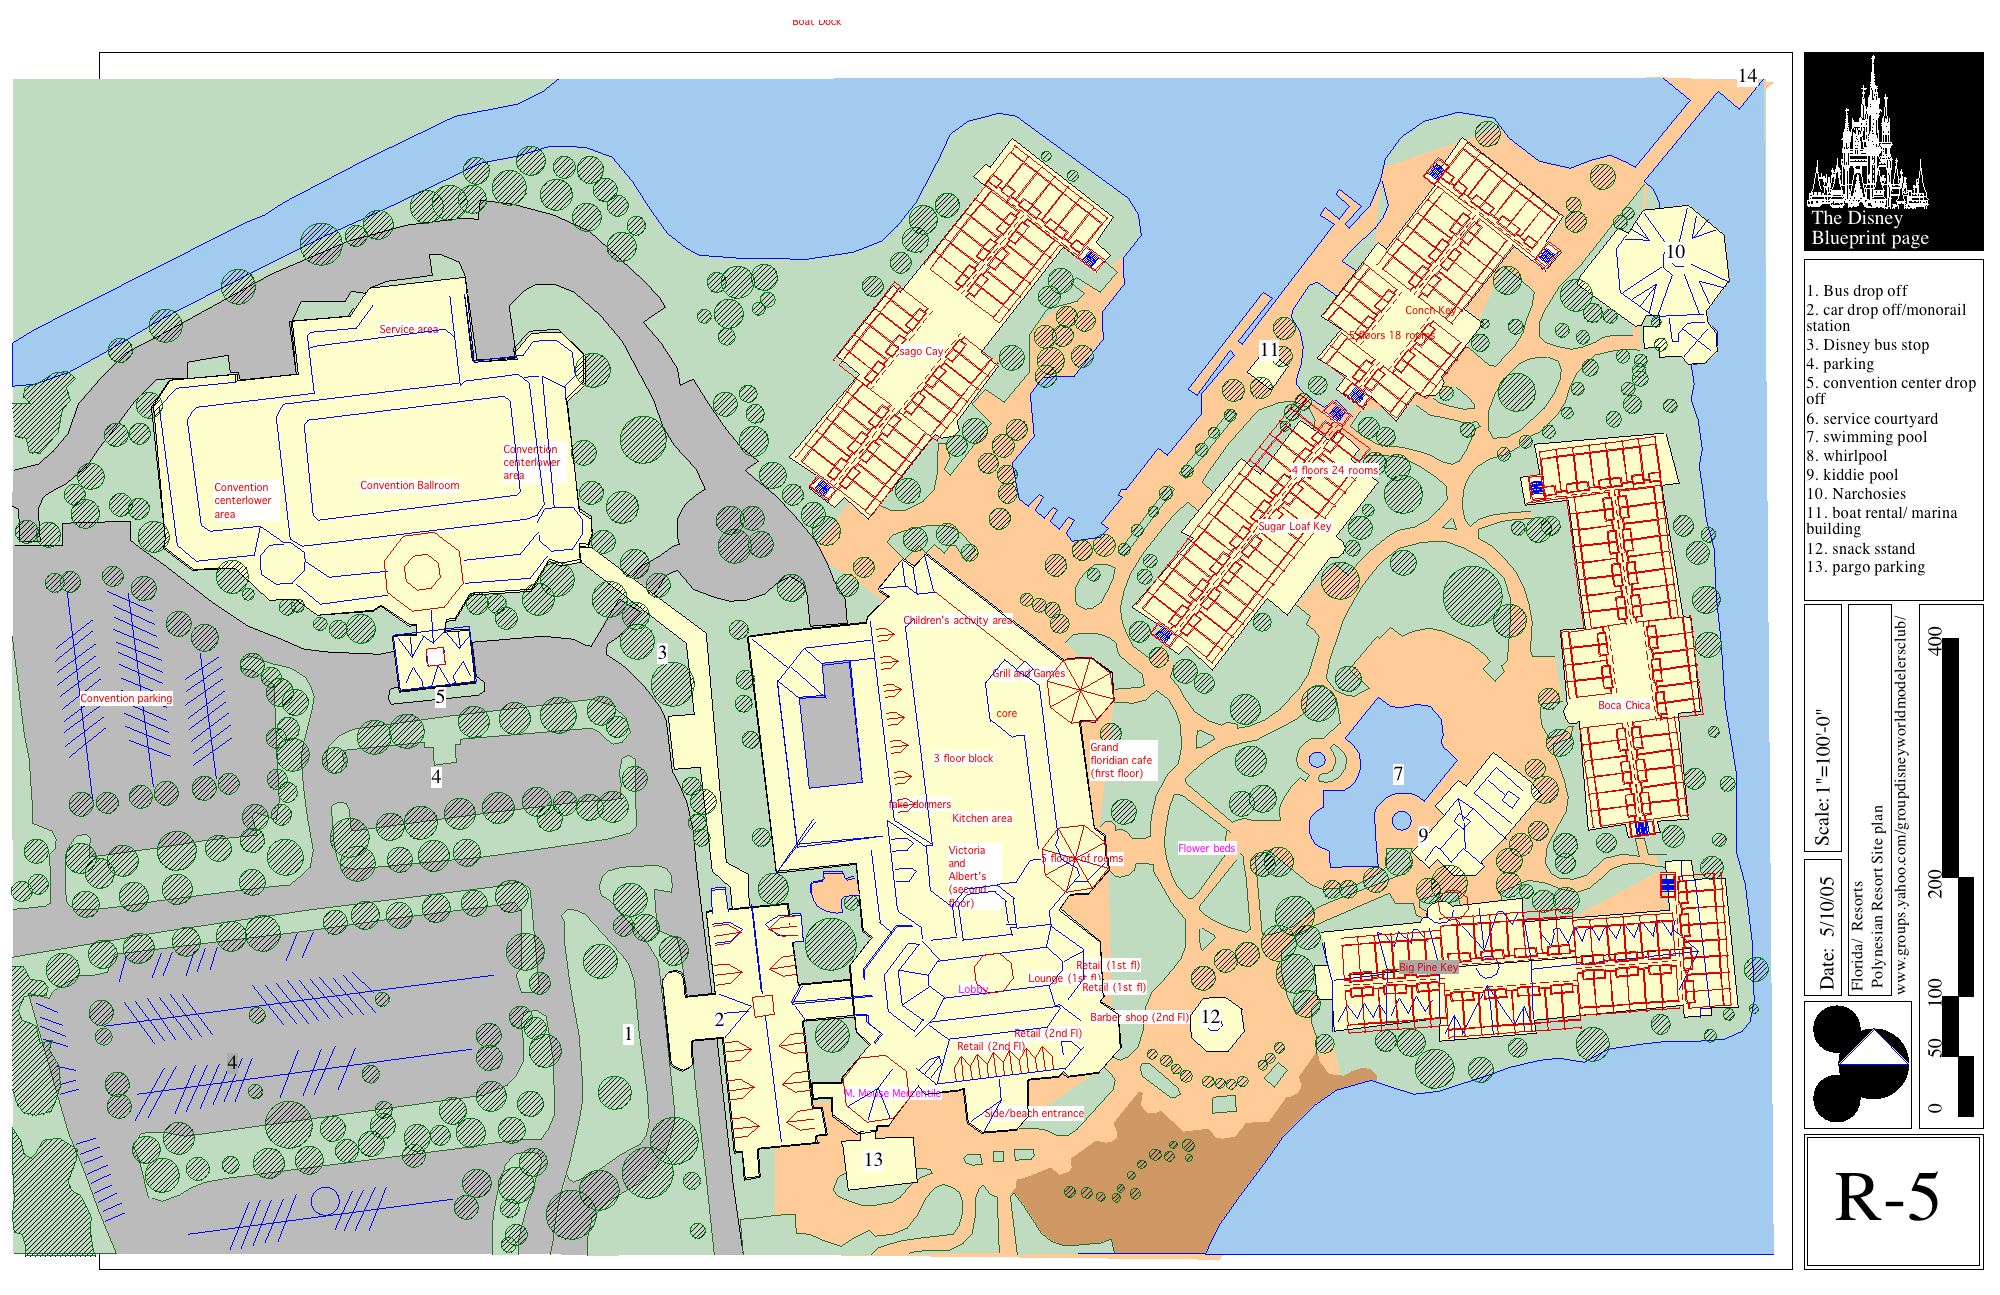 Boat Dock
14
Service area
10
Conch Key
5 floors 18 rooms
sago Cay
11
Convention
centerlower
area
Convention Ballroom
Convention
centerlower
area
4 floors 24 rooms
Sugar Loaf Key
Children's activity area
3
Grill and Games
core
Convention parking
5
Boca Chica
Grand
floridian cafe
(first floor)
3 floor block
4
7
fake dormers
Kitchen area
9
Victoria
and
Albert's
(second
floor)
5 floors of rooms
Flower beds
Retail (1st fl)
Lounge (1st fl)
Retail (1st fl)
Big Pine Key
Lobby
2
Barber shop (2nd Fl)
12
1
Retail (2nd Fl)
Retail (2nd Fl)
4
M. Mouse Mercentile
Side/beach entrance
13
The Disney
Blueprint page
1. Bus drop off
2. car drop off/monorail
station
3. Disney bus stop
4. parking
5. convention center drop
off
6. service courtyard
7. swimming pool
8. whirlpool
9. kiddie pool
10. Narchosies
11. boat rental/ marina
building
12. snack sstand
13. pargo parking
Scale: 1"=100'-0"
Date: 5/10/05
Florida/ Resorts
Polynesian Resort Site plan
www.groups.yahoo.com/groupdisneyworldmodelersclub/
400
200
100
50
0
R-5